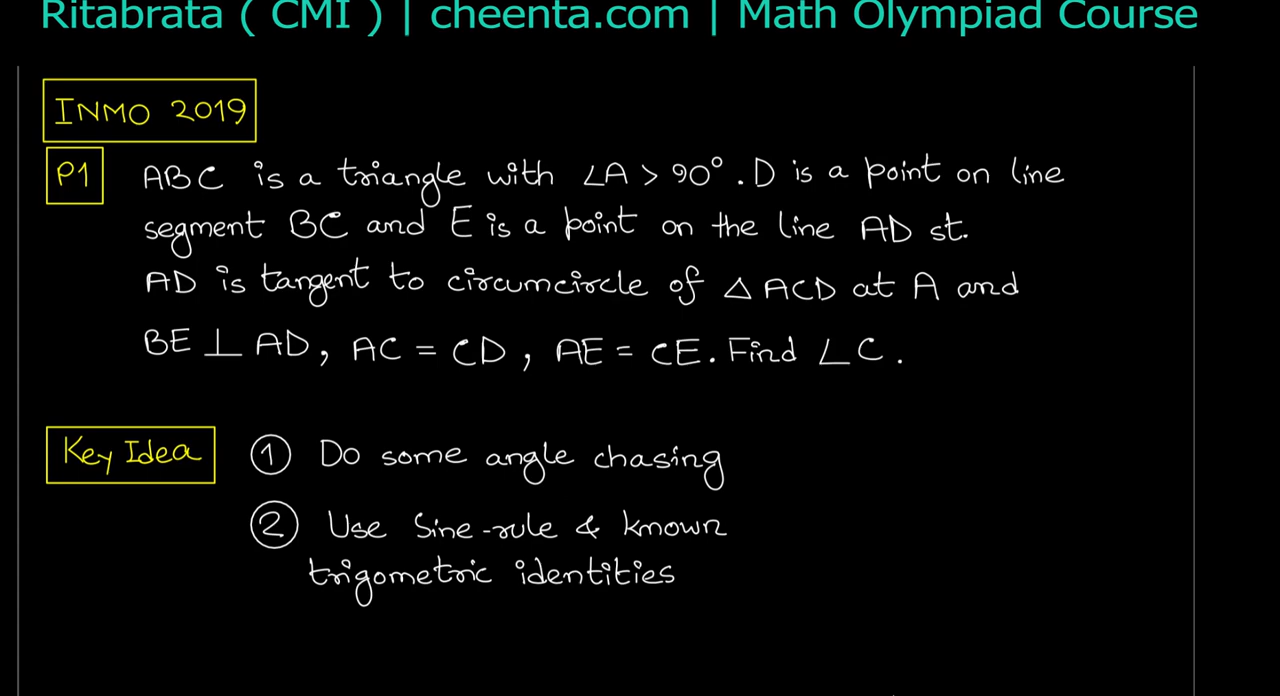 Ritabrata ( CMI ) | cheenta.com | Math Olympiad Course
INMO 2019
P1 ABC is a triangle with ∠A > 90°. D is a point on line
segment BC and E is a point on the line AD st.
AD is tangent to circumcircle of △ ACD at A and
BE ⊥ AD, AC = CD, AE = CE. Find ∠C.
Key Idea ① Do some angle chasing
② Use Sine-rule & known
trigometric identities